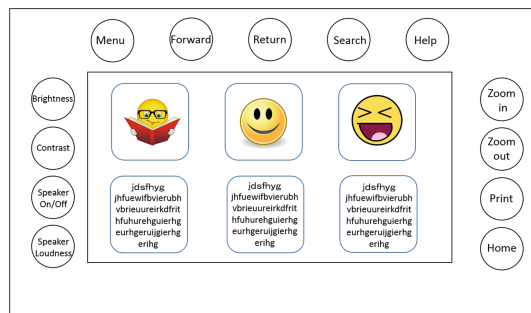 Menu
Forward
Return
Search
Help
Brightness
Contrast
Speaker
On/Off
Speaker
Loudness
jdsfhyg
jhfuewifbvierubh
vbrieuureirkdfrit
hfuhurehguierhg
eurhgeruijgierhg
erihg
jdsfhyg
jhfuewifbvierubh
vbrieuureirkdfrit
hfuhurehguierhg
eurhgeruijgierhg
erihg
jdsfhyg
jhfuewifbvierubh
vbrieuureirkdfrit
hfuhurehguierhg
eurhgeruijgierhg
erihg
Zoom
in
Zoom
out
Print
Home